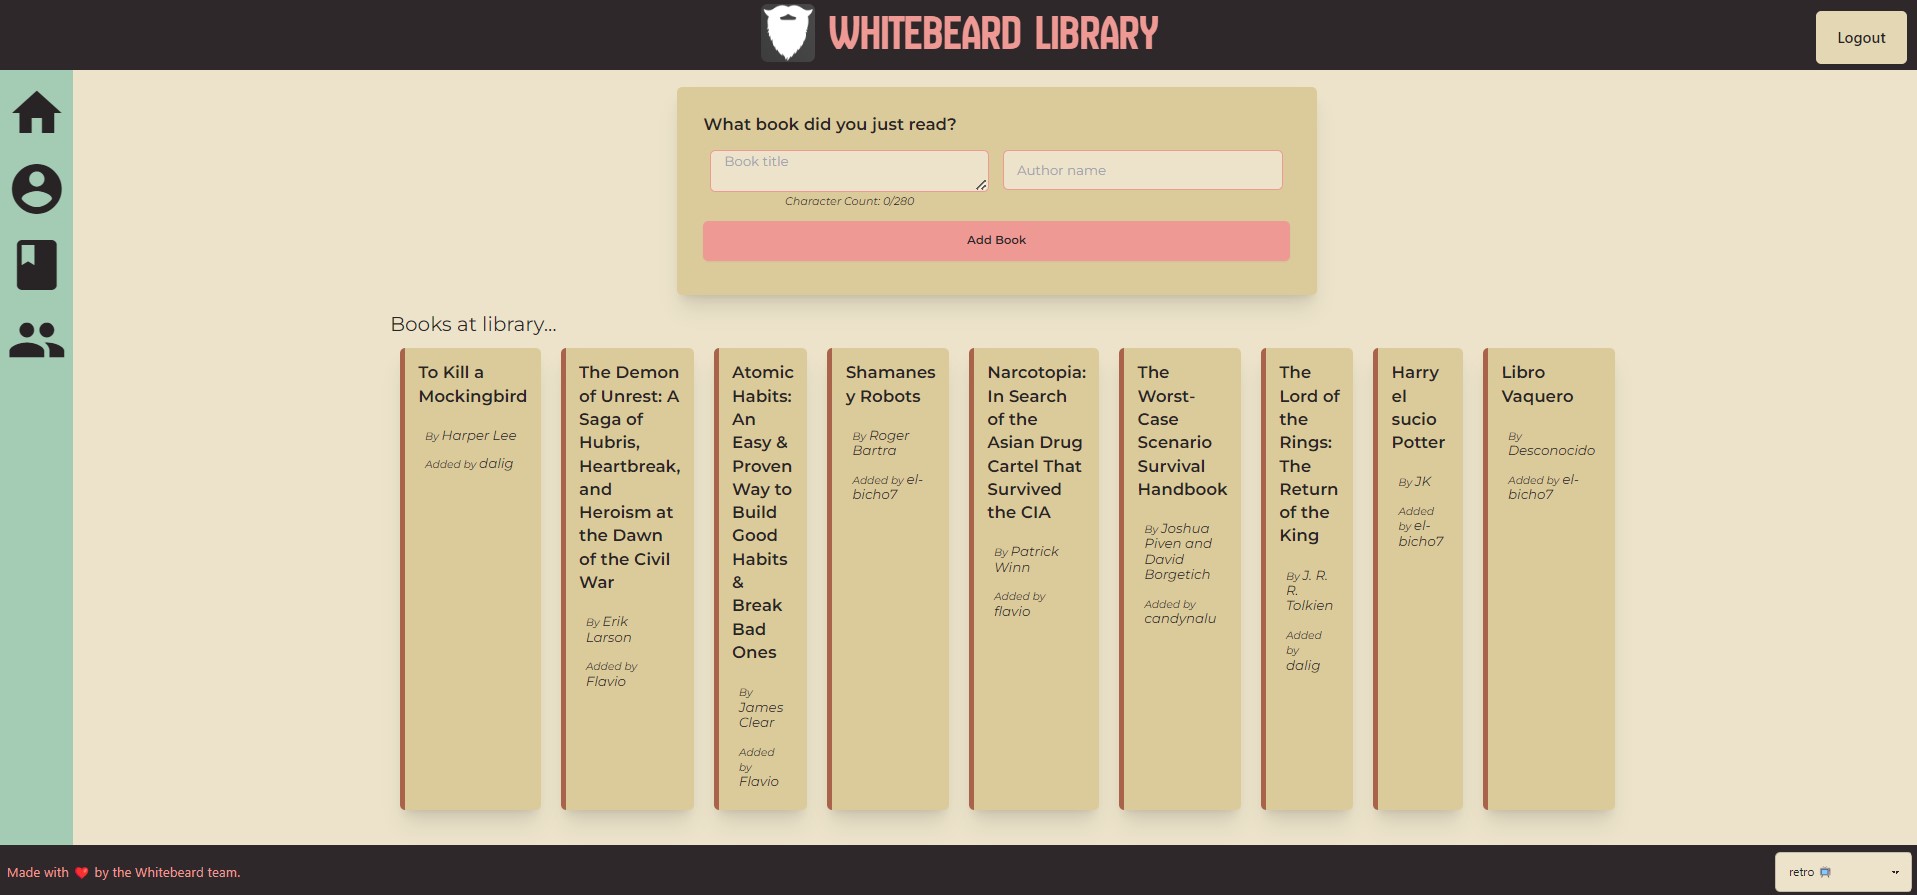 WHITEBEARD LIBRARY
Logout
What book did you just read?
Book title
Author name
Character Count: 0/280
Add Book
Books at library...
To Kill a
Mockingbird
By Harper Lee
Added by dalig
The Demon
of Unrest: A
Saga of
Hubris,
Heartbreak,
and
Heroism at
the Dawn
of the Civil
War
By Erik
Larson
Added by
Flavio
Atomic
Habits:
An
Easy &
Proven
Way to
Build
Good
Habits
&
Break
Bad
Ones
By
James
Clear
Added
by
Flavio
Shamanes
y Robots
By Roger
Bartra
Added by el-
bicho7
Narcotopia:
In Search
of the
Asian Drug
Cartel That
Survived
the CIA
By Patrick
Winn
Added by
flavio
The
Worst-
Case
Scenario
Survival
Handbook
By Joshua
Piven and
David
Borgetich
Added by
candynalu
The
Lord of
the
Rings:
The
Return
of the
King
By J. R.
R.
Tolkien
Added
by
dalig
Harry
el
sucio
Potter
By JK
Added
by el-
bicho7
Libro
Vaquero
By
Desconocido
Added by el-
bicho7
Made with ❤️ by the Whitebeard team.
retro 📺